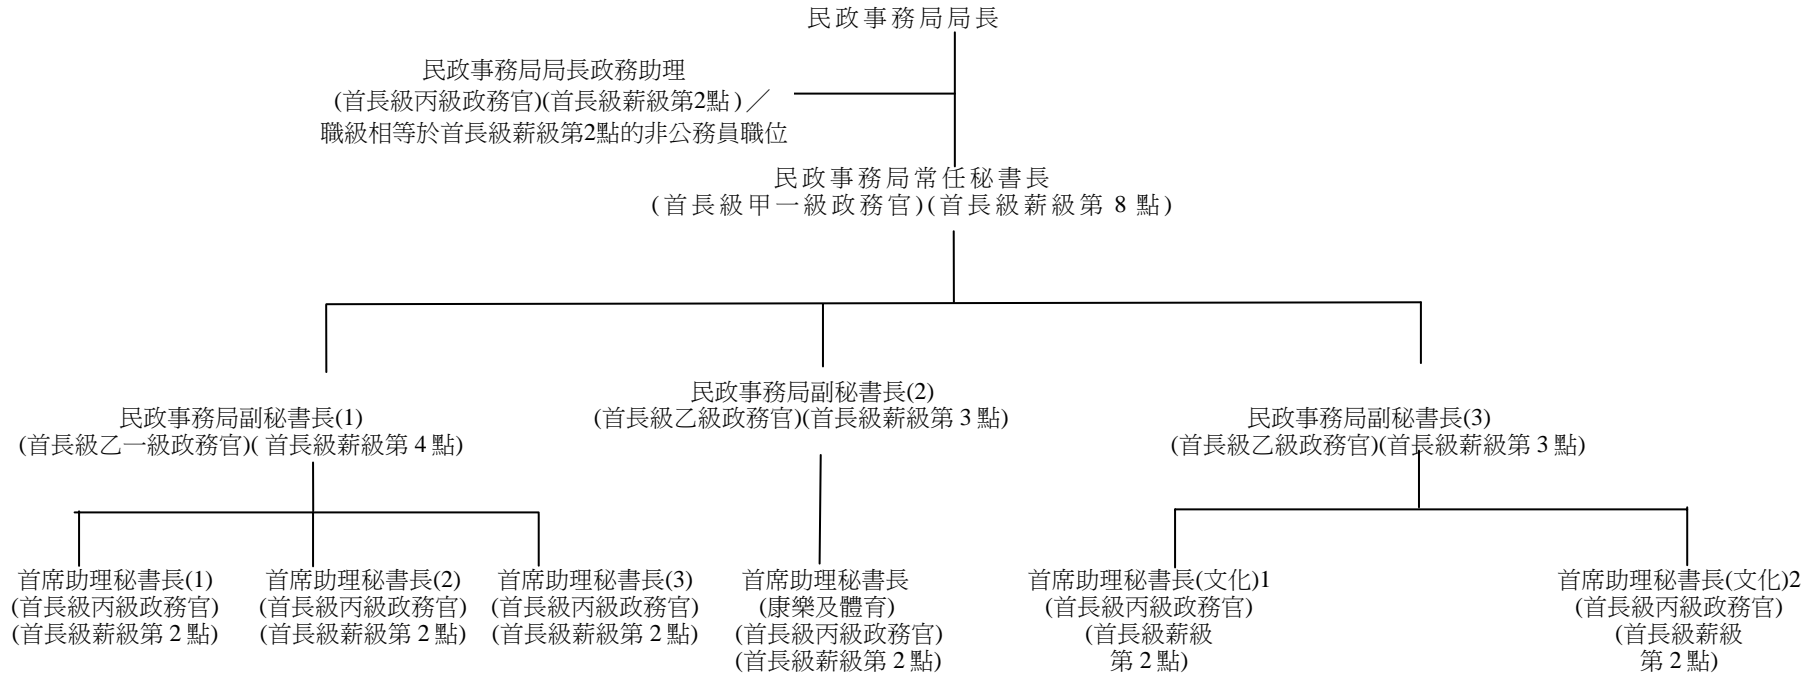 民政事務局局長
民政事務局局長政務助理
(首長級丙級政務官)(首長級薪級第2點)／
職級相等於首長級薪級第2點的非公務員職位
民政事務局常任秘書長
(首長級甲一級政務官)(首長級薪級第 8 點)
民政事務局副秘書長(1)
(首長級乙一級政務官)( 首長級薪級第 4 點)
民政事務局副秘書長(2)
(首長級乙級政務官)(首長級薪級第 3 點)
民政事務局副秘書長(3)
(首長級乙級政務官)(首長級薪級第 3 點)
首席助理秘書長(1)
(首長級丙級政務官)
(首長級薪級第 2 點)
首席助理秘書長(2)
(首長級丙級政務官)
(首長級薪級第 2 點)
首席助理秘書長(3)
(首長級丙級政務官)
(首長級薪級第 2 點)
首席助理秘書長
(康樂及體育)
(首長級丙級政務官)
(首長級薪級第 2 點)
首席助理秘書長(文化)1
(首長級丙級政務官)
(首長級薪級
第 2 點)
首席助理秘書長(文化)2
(首長級丙級政務官)
(首長級薪級
第 2 點)